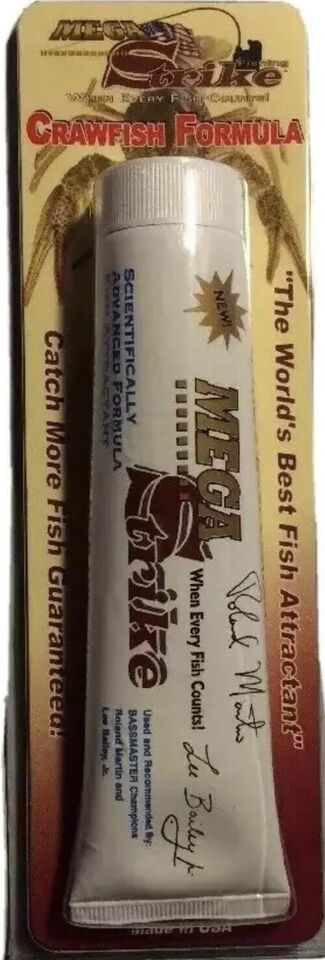 MEGA
Strike
Fishing
WHEN EVERY FISH COUNTS!
CRAWFISH FORMULA
"The World's Best Fish Attractant"
Catch More Fish Guaranteed!
NEW!
SCIENTIFICALLY
ADVANCED FORMULA
FISH ATTRACTANT
MEGA
Strike
When Every Fish Counts!
Roland Martin
Lee Bailey Jr.
Used and Recommended By:
BASSMASTER Champions
Roland Martin and
Lee Bailey, Jr.
Made in USA